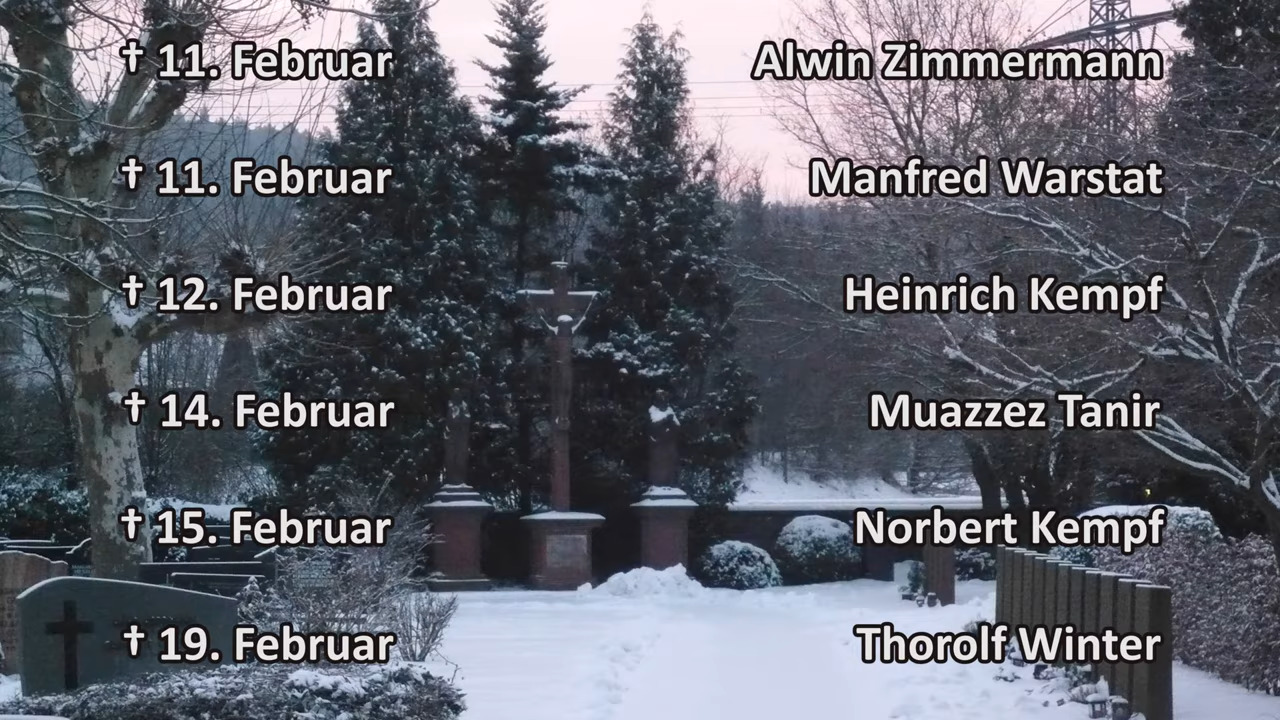 ✝ 11. Februar Alwin Zimmermann
✝ 11. Februar Manfred Warstat
✝ 12. Februar Heinrich Kempf
✝ 14. Februar Muazzez Tanir
✝ 15. Februar Norbert Kempf
✝ 19. Februar Thorolf Winter